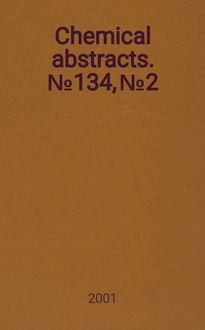 Chemical
abstracts.
№134, №2
2001